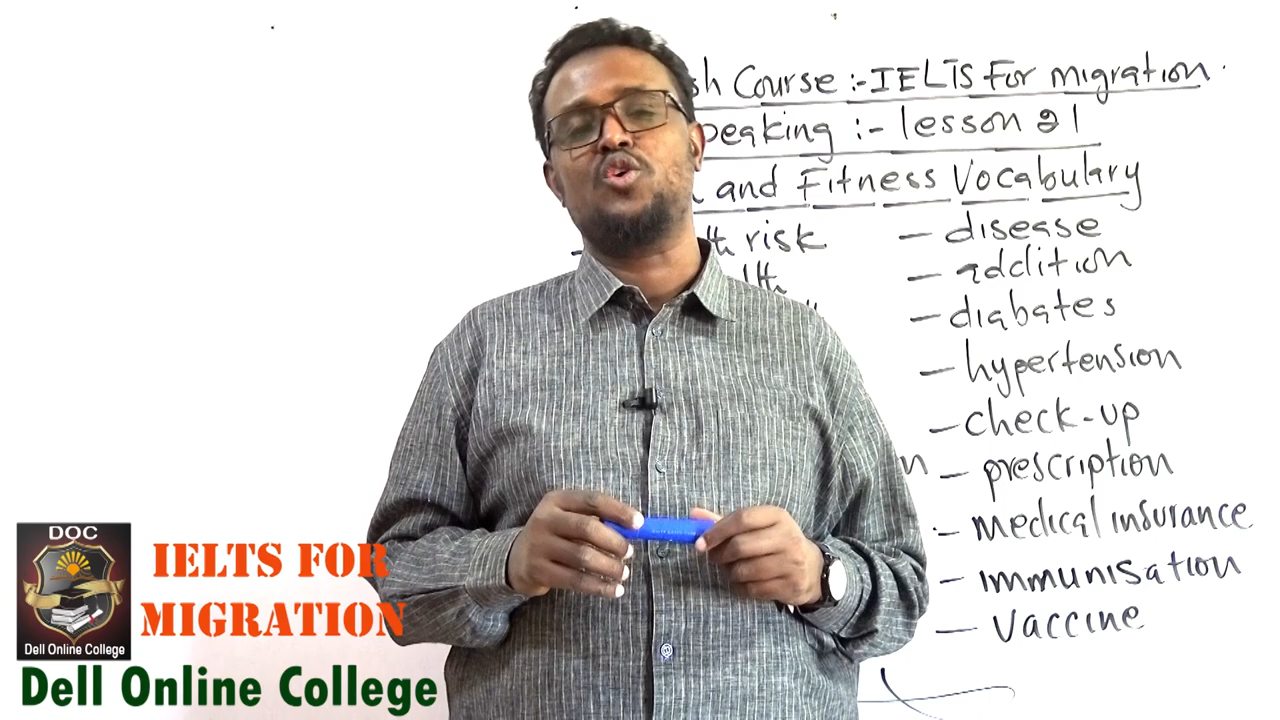 sh Course :- IELTS For migration.
peaking :- lesson 21
and Fitness Vocabulary
risk
- disease
- addition
- diabates
- hypertension
- check-up
- prescription
- Medical insurance
- immunisation
- vaccine
DOC
Dell Online College
IELTS FOR
MIGRATION
Dell Online College